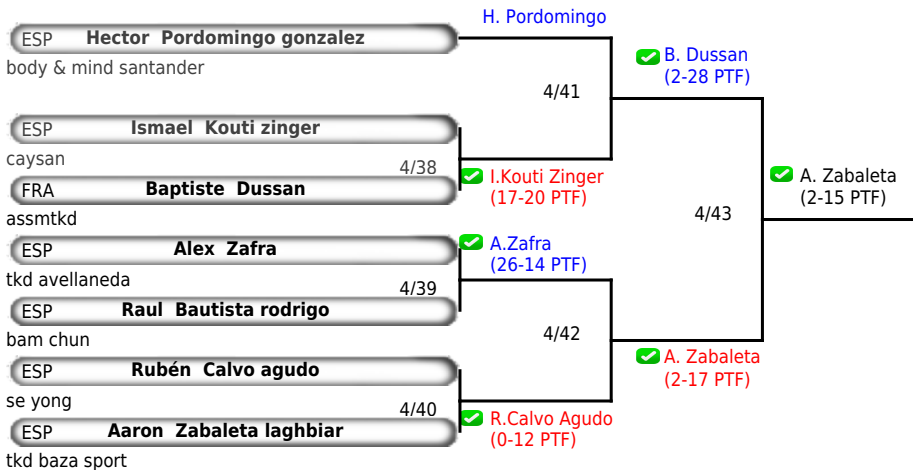 H. Pordomingo
ESP Hector Pordomingo gonzalez
body & mind santander
B. Dussan
(2-28 PTF)
4/41
ESP Ismael Kouti zinger
caysan
4/38
I.Kouti Zinger
(17-20 PTF)
FRA Baptiste Dussan
assmtkd
A. Zabaleta
(2-15 PTF)
4/43
ESP Alex Zafra
tkd avellaneda
A.Zafra
(26-14 PTF)
4/39
ESP Raul Bautista rodrigo
bam chun
4/42
ESP Rubén Calvo agudo
se yong
A. Zabaleta
(2-17 PTF)
4/40
R.Calvo Agudo
(0-12 PTF)
ESP Aaron Zabaleta laghbiar
tkd baza sport